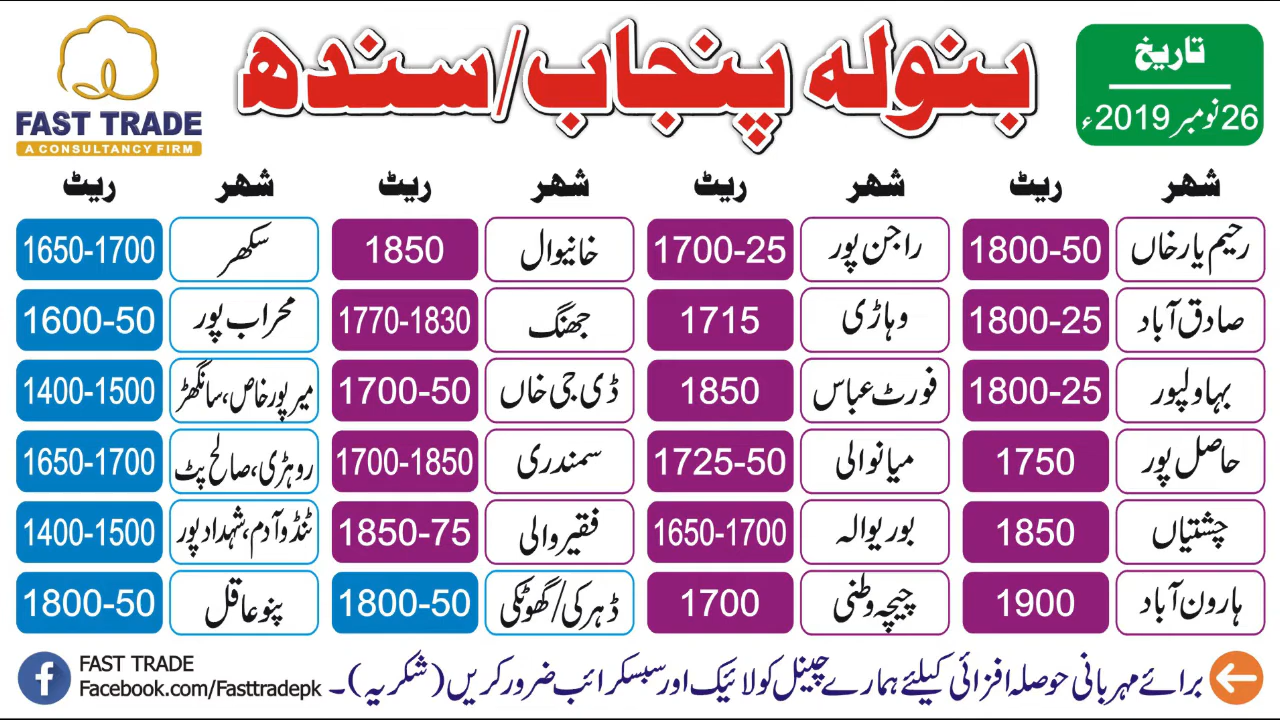 FAST TRADE
A CONSULTANCY FIRM
بنولہ پنجاب/سندھ
تاریخ
26 نومبر 2019ء
شہر ریٹ شہر ریٹ شہر ریٹ شہر ریٹ
رحیم یار خاں 1800-50 راجن پور 1700-25 خانیوال 1850 سکھر 1650-1700
صادق آباد 1800-25 وہاڑی 1715 جھنگ 1770-1830 محراب پور 1600-50
بہاولپور 1800-25 فورٹ عباس 1850 ڈی جی خاں 1700-50 میرپور خاص، سانگھڑ 1400-1500
حاصل پور 1750 میانوالی 1725-50 سمندری 1700-1850 روہڑی، صالح پٹ 1650-1700
چشتیاں 1850 بوریوالہ 1650-1700 فقیر والی 1850-75 ٹنڈو آدم، شہداد پور 1400-1500
ہارون آباد 1900 چیچہ وطنی 1700 ڈہرکی/گھوٹکی 1800-50 پنو عاقل 1800-50
برائے مہربانی حوصلہ افزائی کیلئے ہمارے چینل کو لائیک اور سبسکرائب ضرور کریں (شکریہ)۔
FAST TRADE
Facebook.com/Fasttradepk